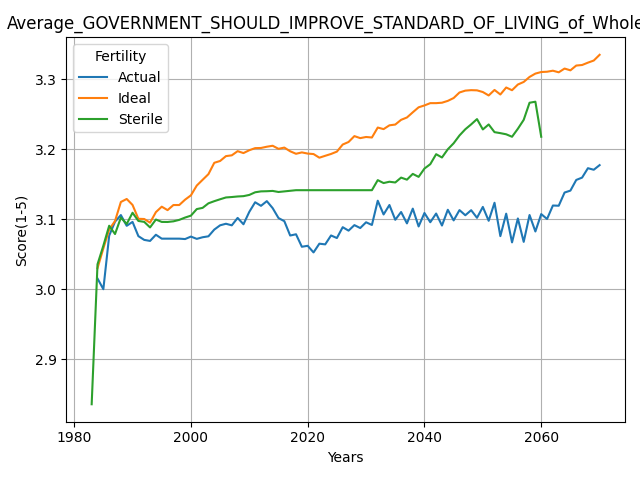 Average_GOVERNMENT_SHOULD_IMPROVE_STANDARD_OF_LIVING_of_Whole
Fertility
Actual
Ideal
Sterile
Score(1-5)
3.3
3.2
3.1
3.0
2.9
1980 2000 2020 2040 2060
Years